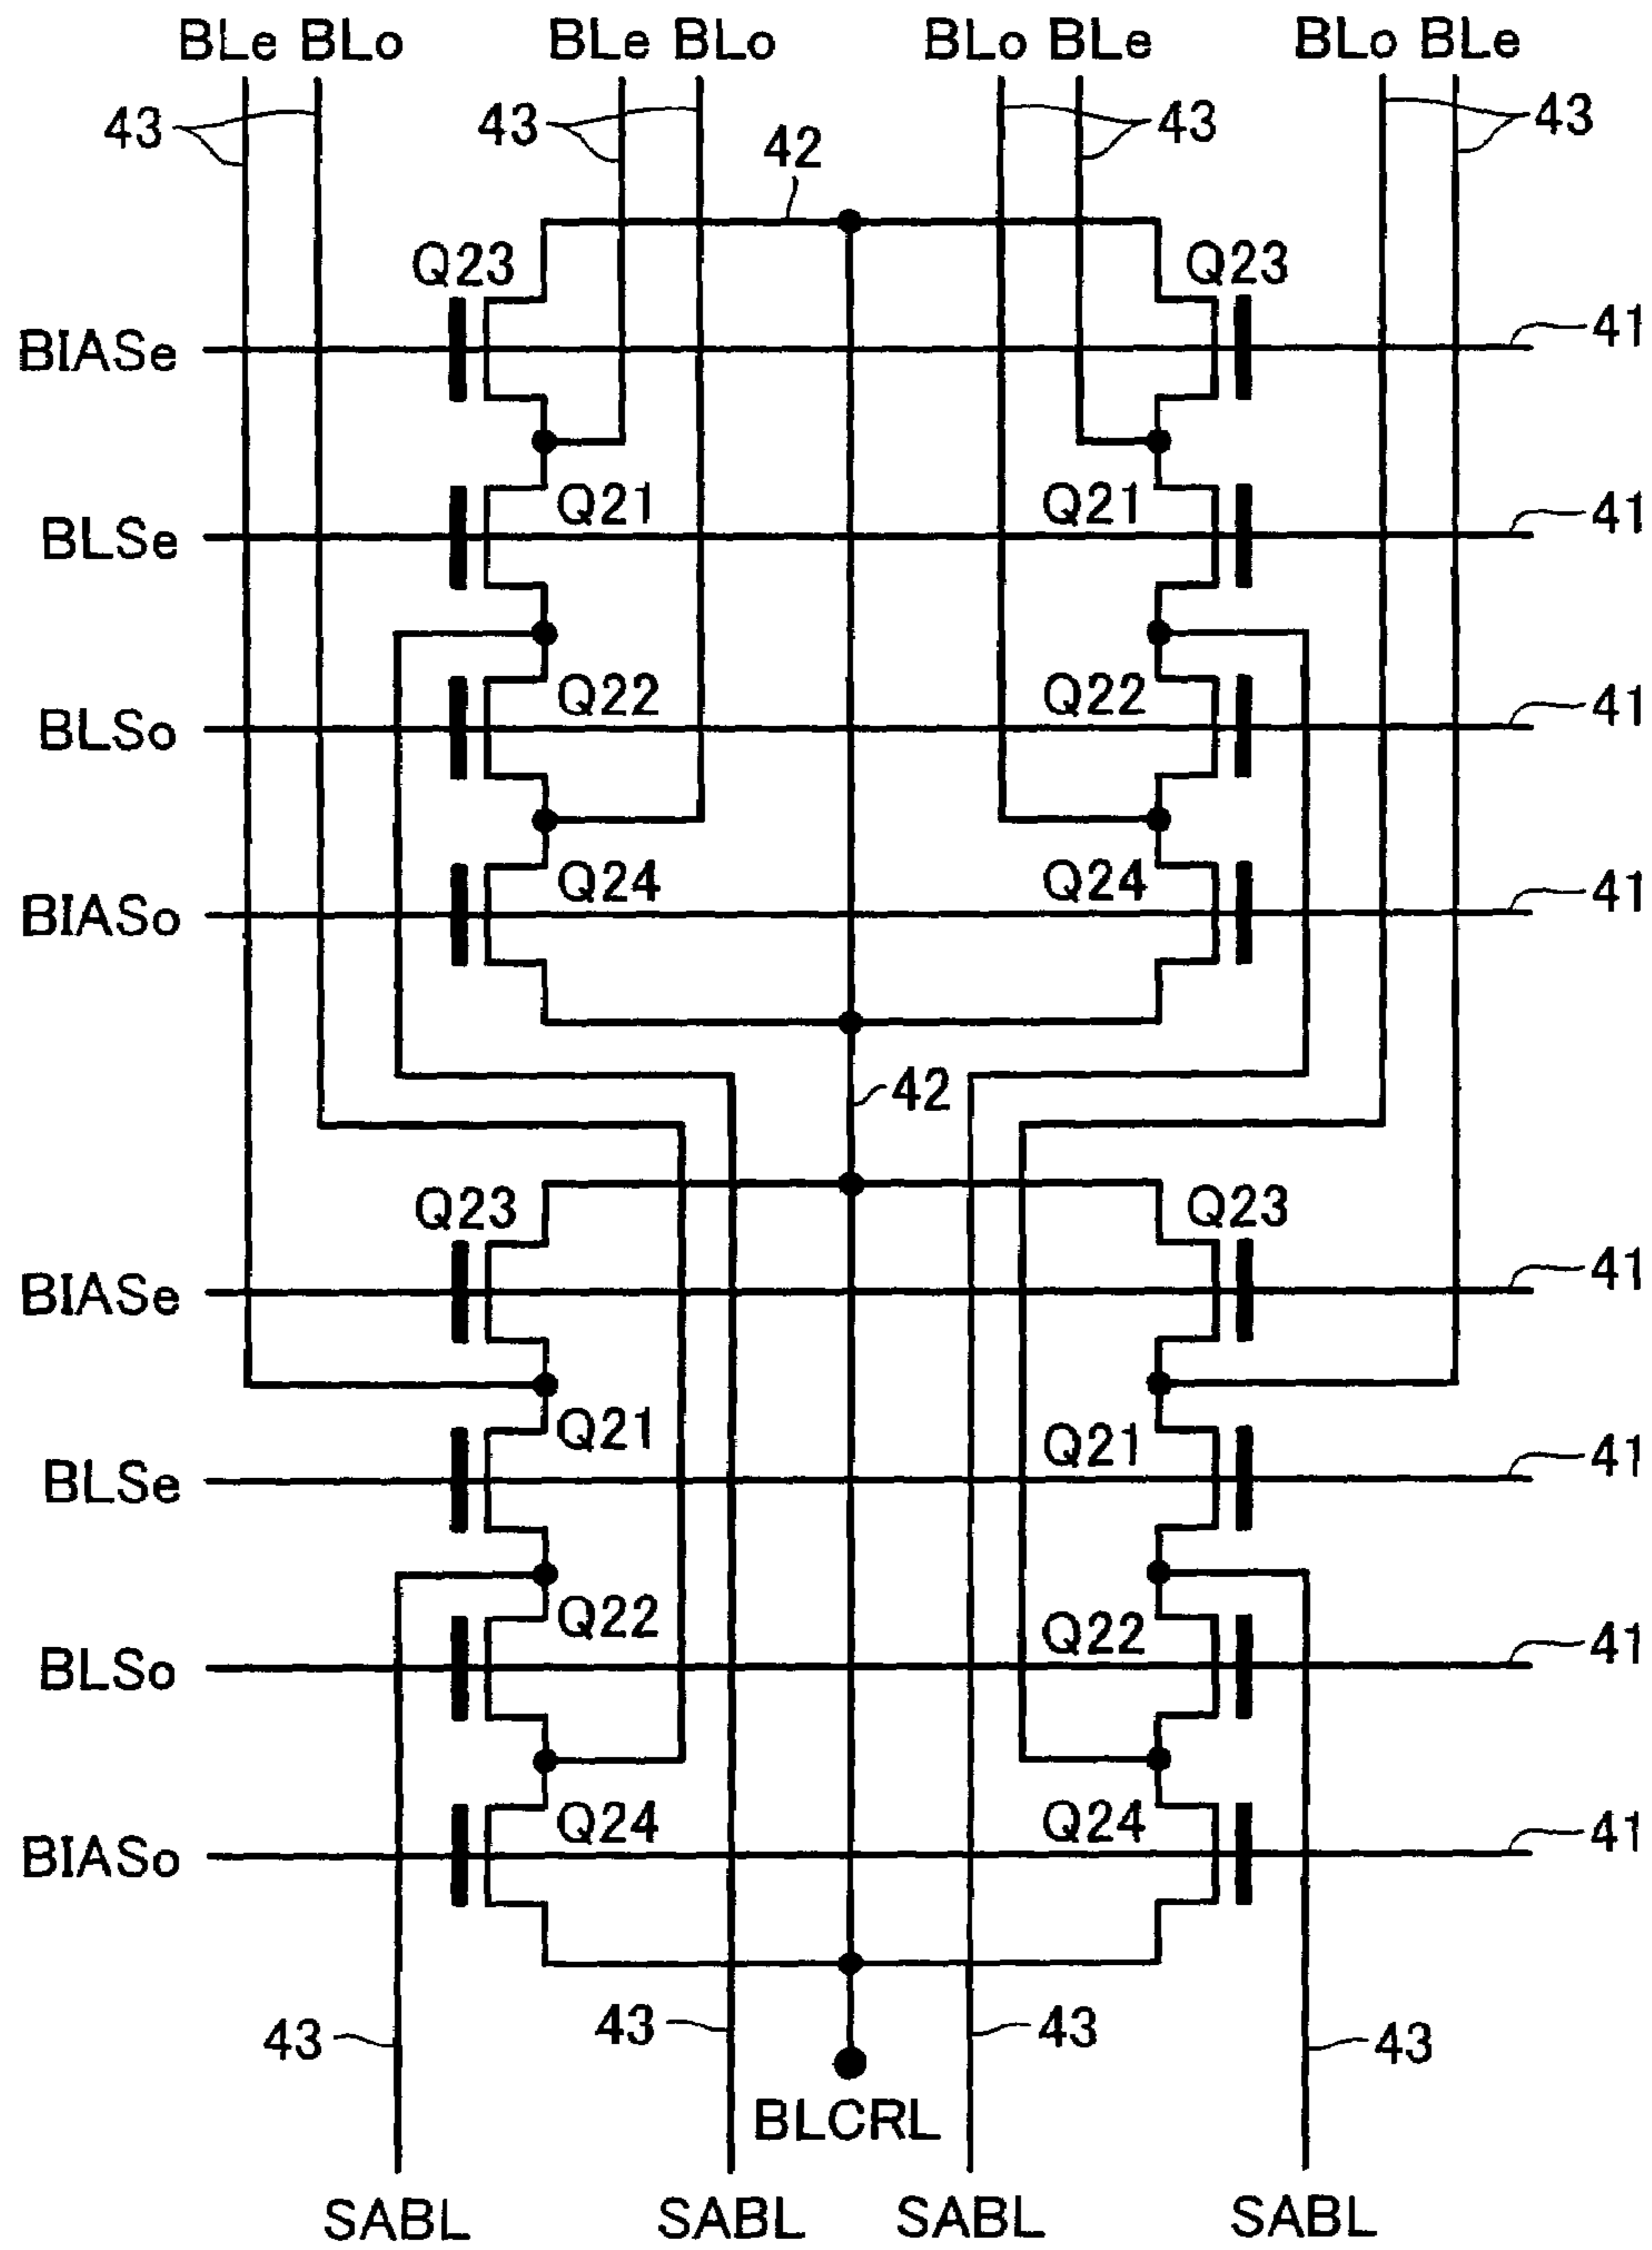 BLe BLo BLe BLo BLo BLe BLo BLe
43 43 43 43
42
Q23 Q23
BIASe 41
Q21 Q21
BLSe 41
Q22 Q22
BLSo 41
Q24 Q24
BIASo 41
42
Q23 Q23
BIASe 41
Q21 Q21
BLSe 41
Q22 Q22
BLSo 41
Q24 Q24
BIASo 41
43 43 43 43
BLCRL
SABL SABL SABL SABL